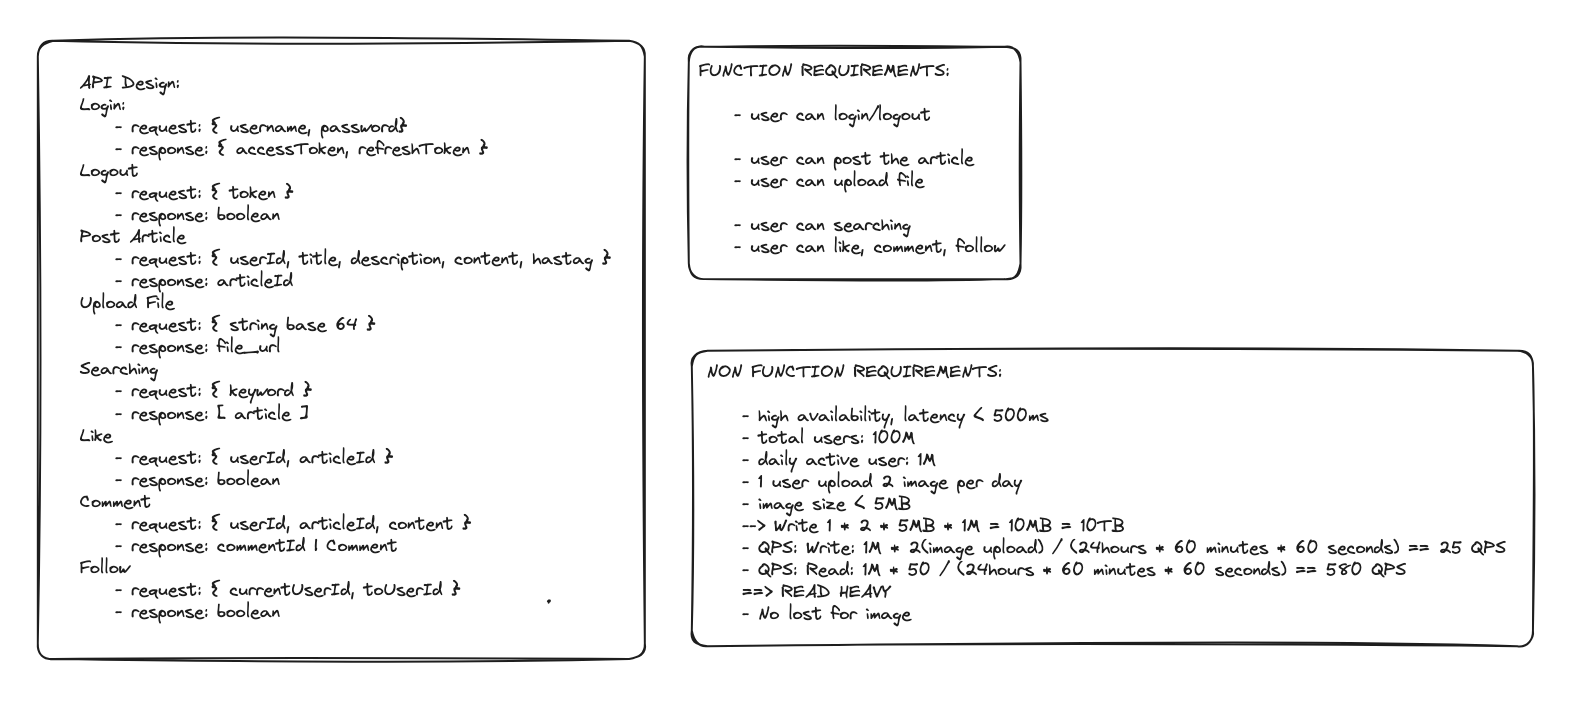 API Design:
Login:
- request: { username, password}
- response: { accessToken, refreshToken }
Logout
- request: { token }
- response: boolean
Post Article
- request: { userId, title, description, content, hastag }
- response: articleId
Upload File
- request: { string base 64 }
- response: file_url
Searching
- request: { keyword }
- response: [ article ]
Like
- request: { userId, articleId }
- response: boolean
Comment
- request: { userId, articleId, content }
- response: commentId | Comment
Follow
- request: { currentUserId, toUserId }
- response: boolean
FUNCTION REQUIREMENTS:
- user can login/logout
- user can post the article
- user can upload file
- user can searching
- user can like, comment, follow
NON FUNCTION REQUIREMENTS:
- high availability, latency < 500ms
- total users: 100M
- daily active user: 1M
- 1 user upload 2 image per day
- image size < 5MB
--> Write 1 * 2 * 5MB * 1M = 10MB = 10TB
- QPS: Write: 1M * 2(image upload) / (24hours * 60 minutes * 60 seconds) == 25 QPS
- QPS: Read: 1M * 50 / (24hours * 60 minutes * 60 seconds) == 580 QPS
==> READ HEAVY
- No lost for image